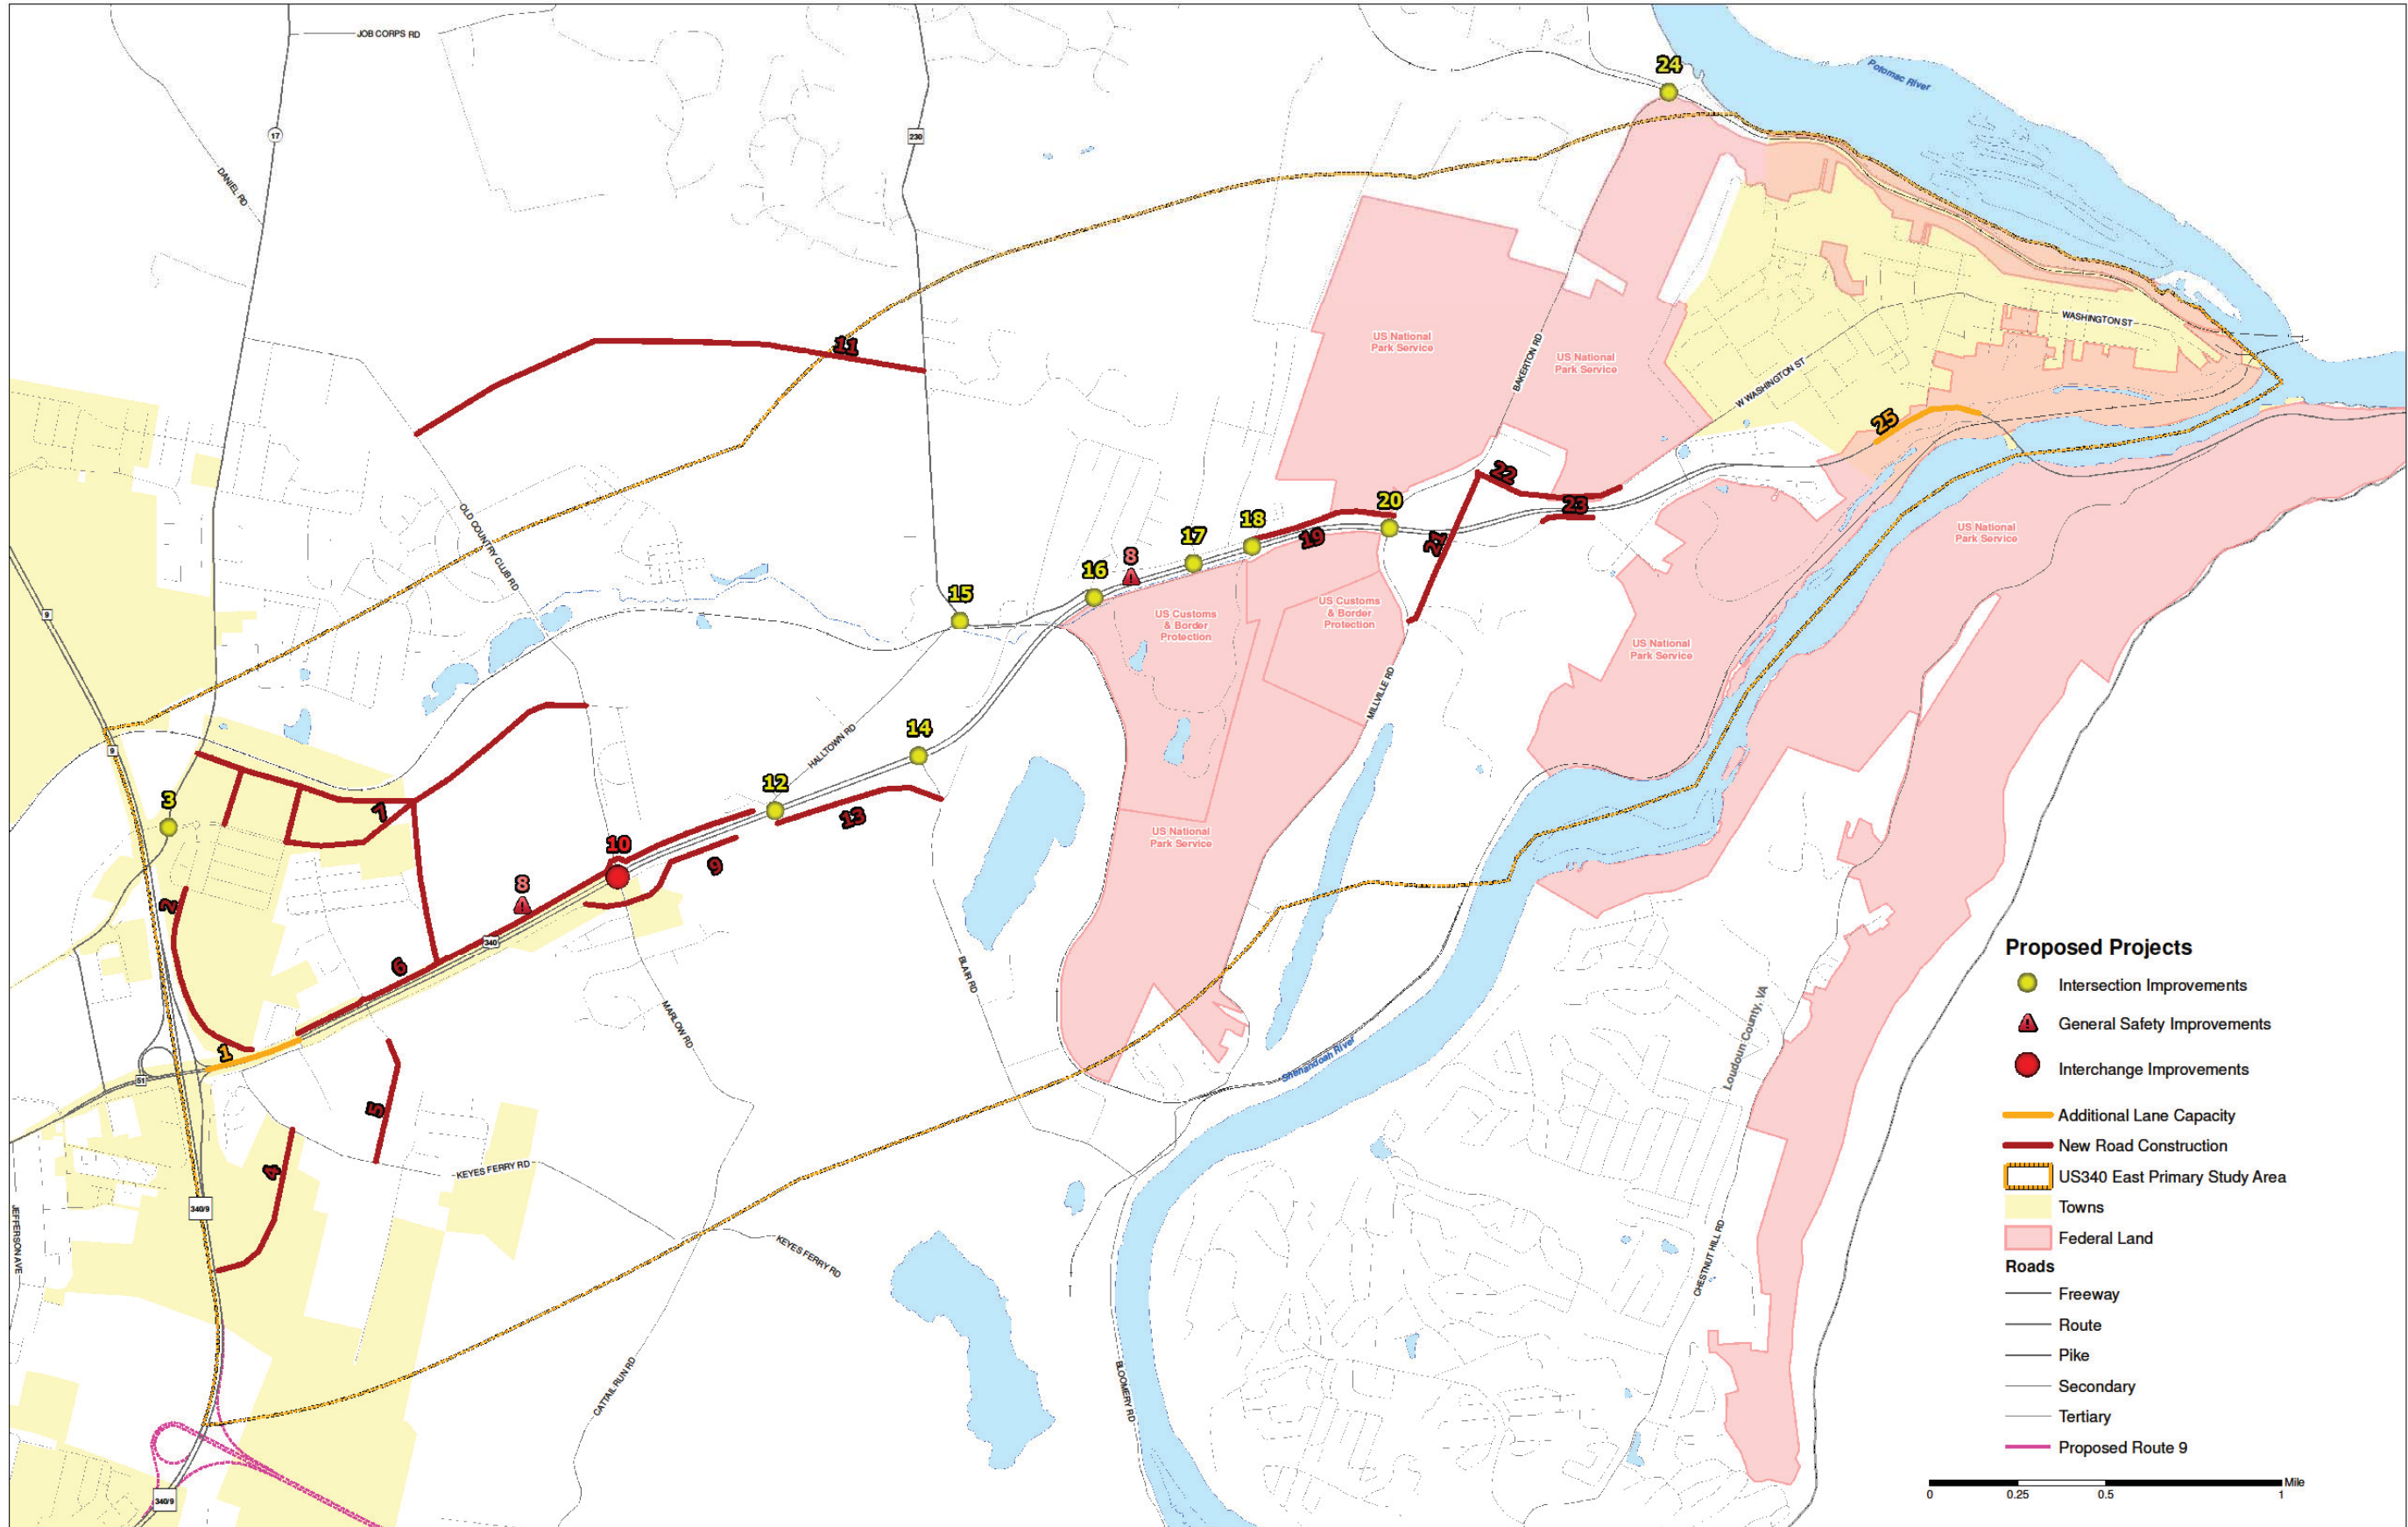 JOB CORPS RD
24
Potomac River
17
230
DANIEL RD
WASHINGTON ST
11
US National
Park Service
BAKERTON RD
US National
Park Service
W WASHINGTON ST
25
OLD COUNTRY CLUB RD
22
20
23
18
19
17
21
8
16
15
US National
Park Service
9
US Customs
& Border
Protection
US Customs
& Border
Protection
US National
Park Service
MILLVILLE RD
9
HALLTOWN RD
14
12
3
7
13
10
US National
Park Service
9
8
2
340
6
BLAIR RD
MARLOW RD
1
51
Shenandoah River
Loudoun County, VA
5
4
KEYES FERRY RD
340/9
JEFFERSON AVE
KEYES FERRY RD
CHESTNUT HILL RD
CATTAIL RUN RD
BLOOMERY RD
340/9
Proposed Projects
Intersection Improvements
General Safety Improvements
Interchange Improvements
Additional Lane Capacity
New Road Construction
US340 East Primary Study Area
Towns
Federal Land
Roads
Freeway
Route
Pike
Secondary
Tertiary
Proposed Route 9
Mile
0
0.25
0.5
1